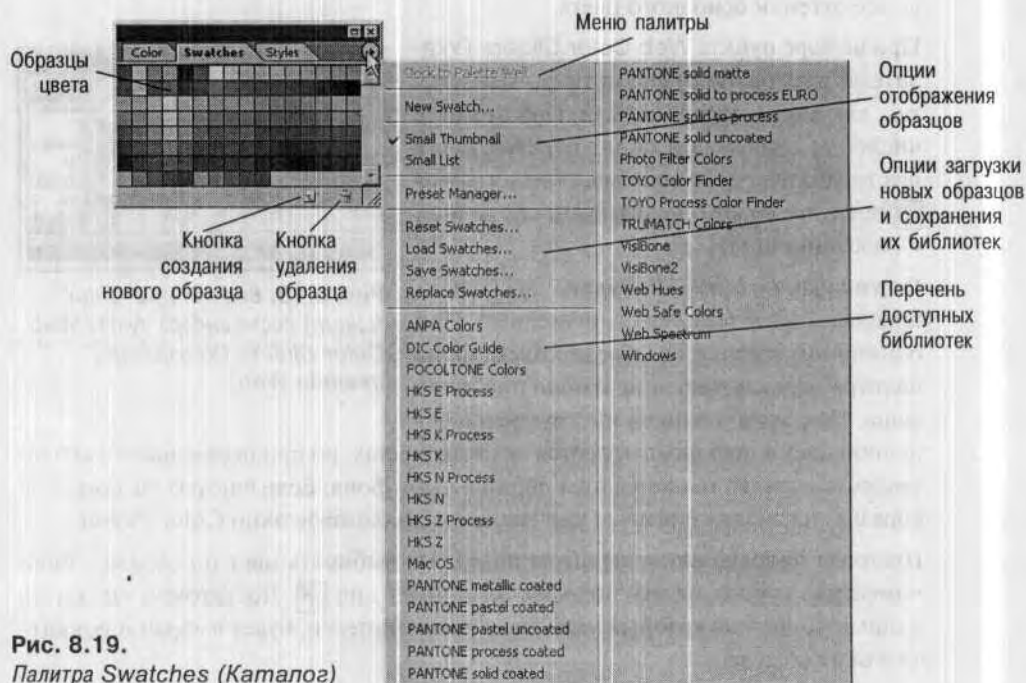 Меню палитры
Образцы
цвета
Color
Swatches
Styles
Кнопка
создания
нового образца
Кнопка
удаления
образца
Dock to Palette Well
New Swatch...
Small Thumbnail
Small List
Preset Manager...
Reset Swatches...
Load Swatches...
Save Swatches...
Replace Swatches...
ANPA Colors
DIC Color Guide
FOCOLTONE Colors
HKS E Process
HKS E
HKS K Process
HKS K
HKS N Process
HKS N
HKS Z Process
HKS Z
Mac OS
PANTONE metallic coated
PANTONE pastel coated
PANTONE pastel uncoated
PANTONE process coated
PANTONE solid coated
PANTONE solid matte
PANTONE solid to process EURO
PANTONE solid to process
PANTONE solid uncoated
Photo Filter Colors
TOYO Color Finder
TOYO Process Color Finder
TRUMATCH Colors
VisiBone
VisiBone2
Web Hues
Web Safe Colors
Web Spectrum
Windows
Опции
отображения
образцов
Опции загрузки
новых образцов
и сохранения
их библиотек
Перечень
доступных
библиотек
Рис. 8.19.
Палитра Swatches (Каталог)